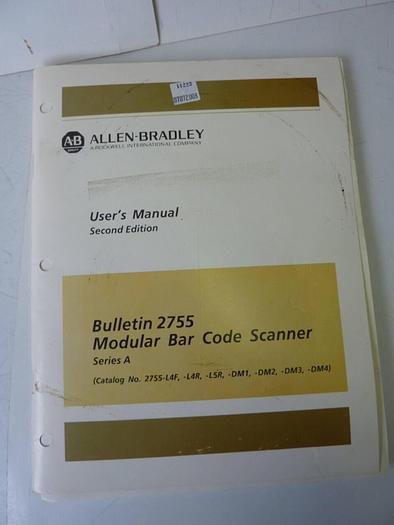 AB
ALLEN-BRADLEY
A ROCKWELL INTERNATIONAL COMPANY
User's Manual
Second Edition
Bulletin 2755
Modular Bar Code Scanner
Series A
(Catalog No. 2755-L4F, -L4R, -L5R, -DM1, -DM2, -DM3, -DM4)